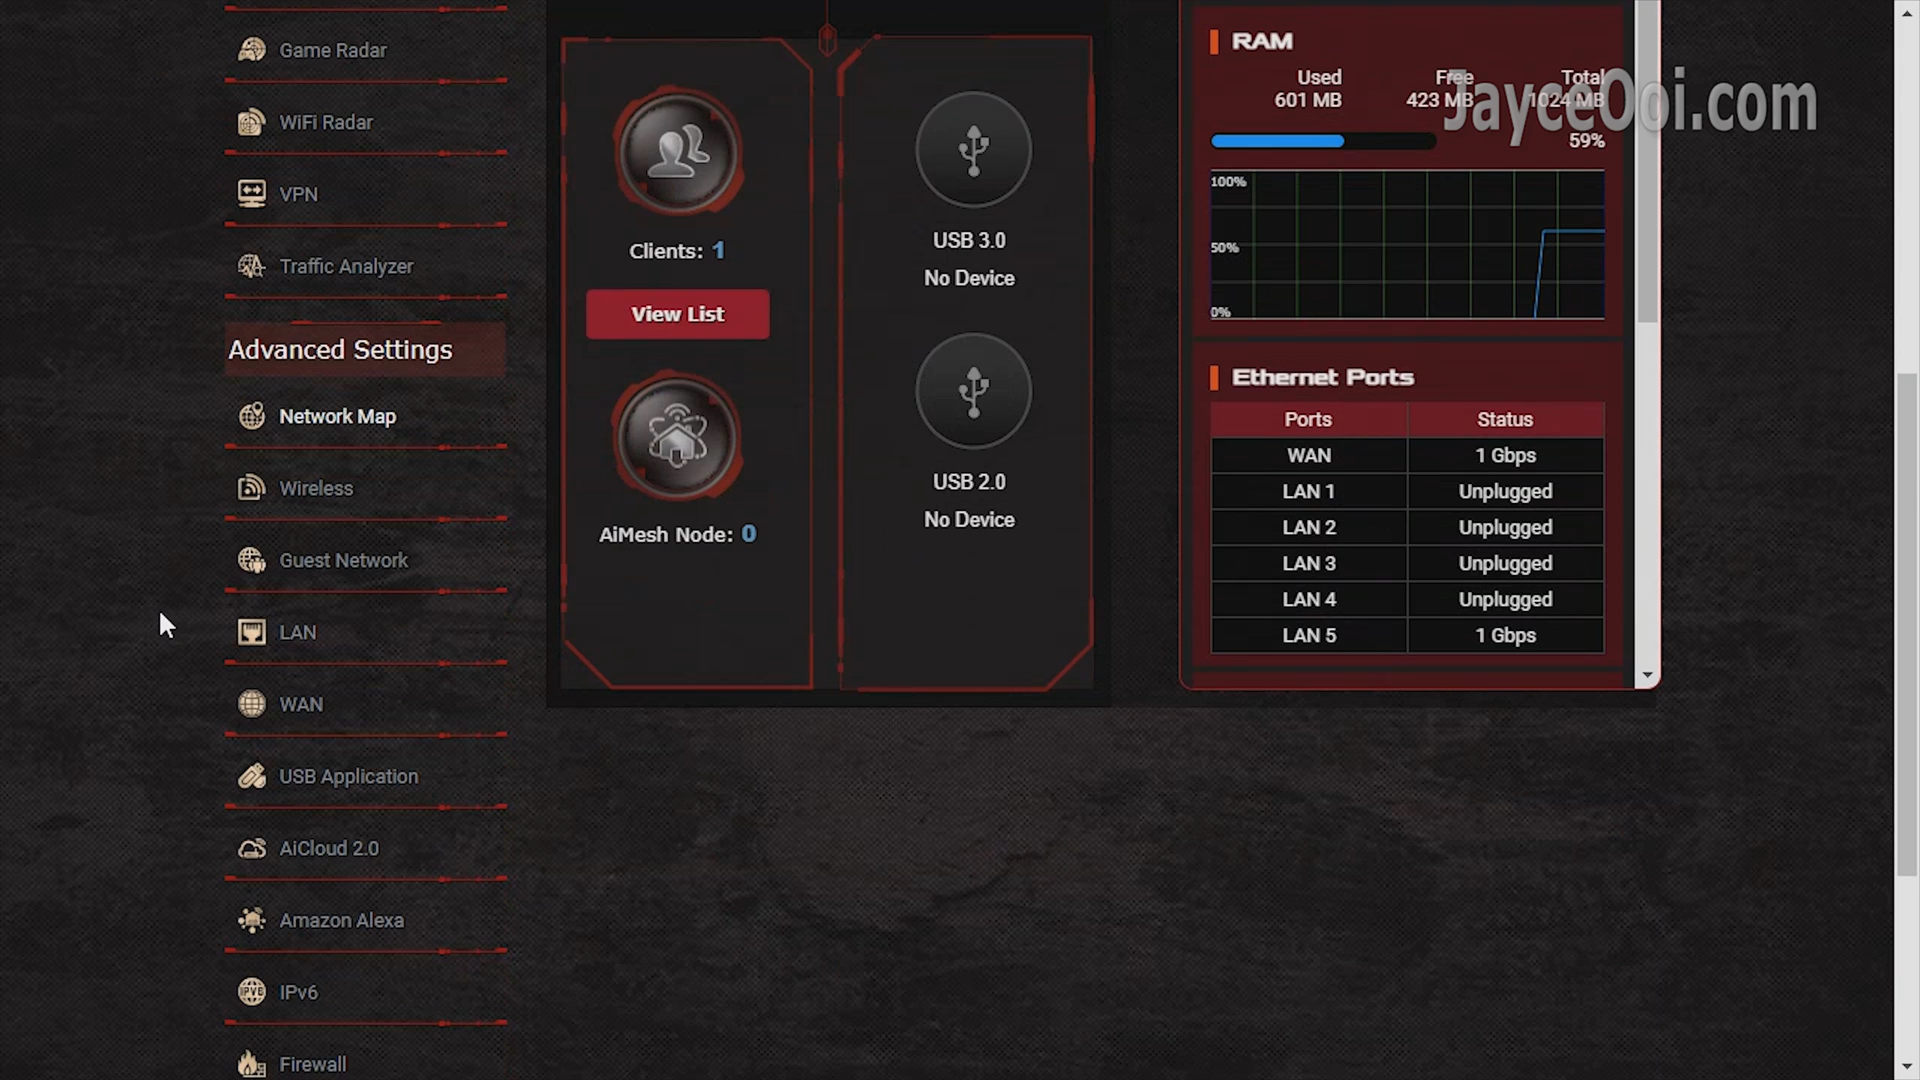 Game Radar
WiFi Radar
VPN
Traffic Analyzer
Advanced Settings
Network Map
Wireless
Guest Network
LAN
WAN
USB Application
AiCloud 2.0
Amazon Alexa
IPv6
Firewall
Clients: 1
View List
AiMesh Node: 0
USB 3.0
No Device
USB 2.0
No Device
RAM
Used Free Total
601 MB 423 MB 1024 MB
59%
100%
50%
0%
Ethernet Ports
Ports Status
WAN 1 Gbps
LAN 1 Unplugged
LAN 2 Unplugged
LAN 3 Unplugged
LAN 4 Unplugged
LAN 5 1 Gbps
JayceOoi.com